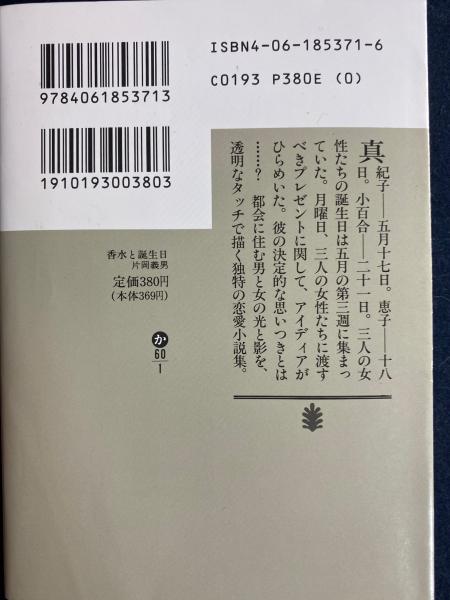 ISBN4-06-185371-6
C0193 P380E (0)
9784061853713
1910193003803
真紀子――五月十七日。恵子――十八
日。小百合――二十一日。三人の女
性たちの誕生日は五月の第三週に集まっ
ていた。月曜日、三人の女性たちに渡す
べきプレゼントに関して、アイディアが
ひらめいた。彼の決定的な思いつきとは
……? 都会に住む男と女の光と影を、
透明なタッチで描く独特の恋愛小説集。
香水と誕生日
片岡義男
定価380円
(本体369円)
か
60
1